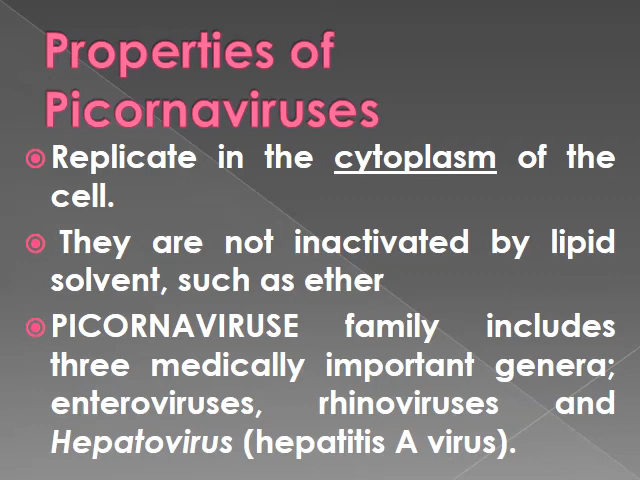 Properties of
Picornaviruses
Replicate in the cytoplasm of the
cell.
They are not inactivated by lipid
solvent, such as ether
PICORNAVIRUSE family includes
three medically important genera;
enteroviruses, rhinoviruses and
Hepatovirus (hepatitis A virus).